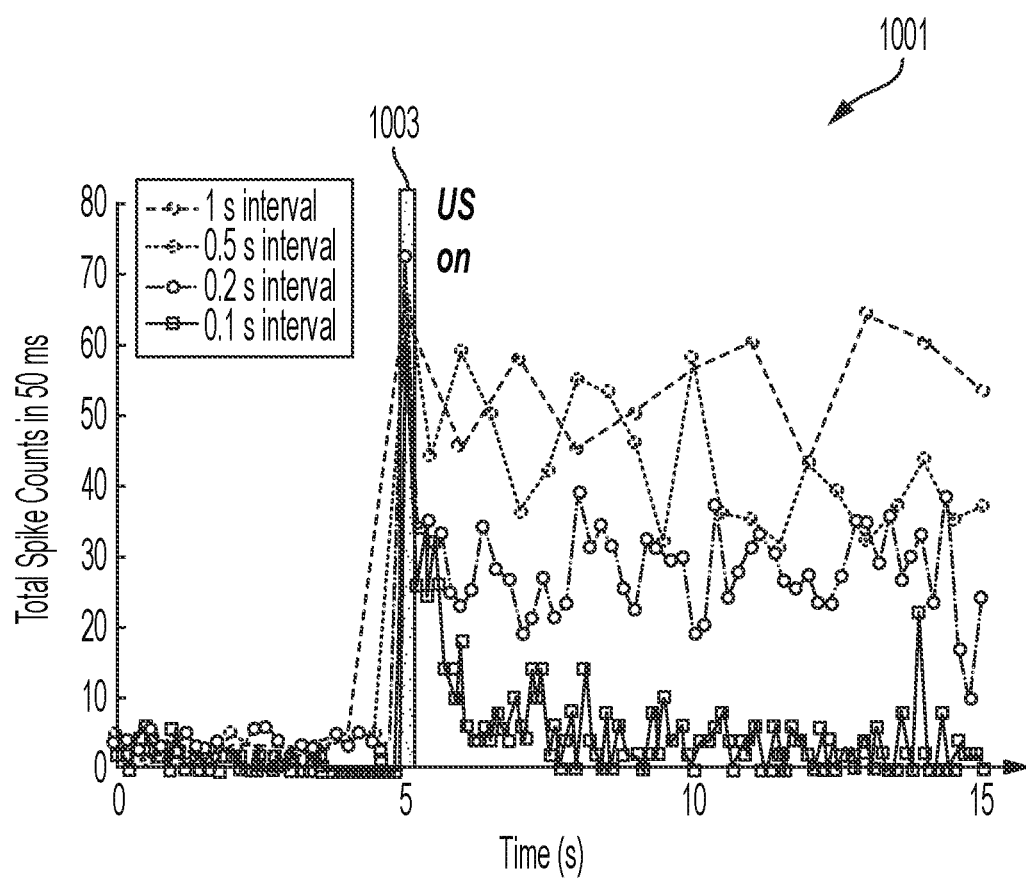 1001
1003
US
on
1 s interval
0.5 s interval
0.2 s interval
0.1 s interval
80
70
60
50
40
30
20
10
0
Total Spike Counts in 50 ms
0
5
10
15
Time (s)